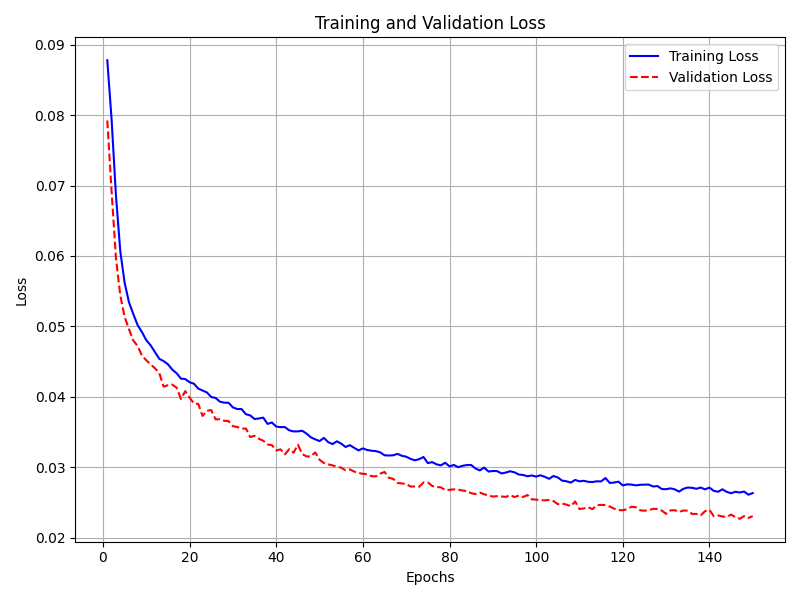 Training and Validation Loss
0.09
0.08
0.07
0.06
0.05
0.04
0.03
0.02
Loss
Training Loss
Validation Loss
0 20 40 60 80 100 120 140
Epochs